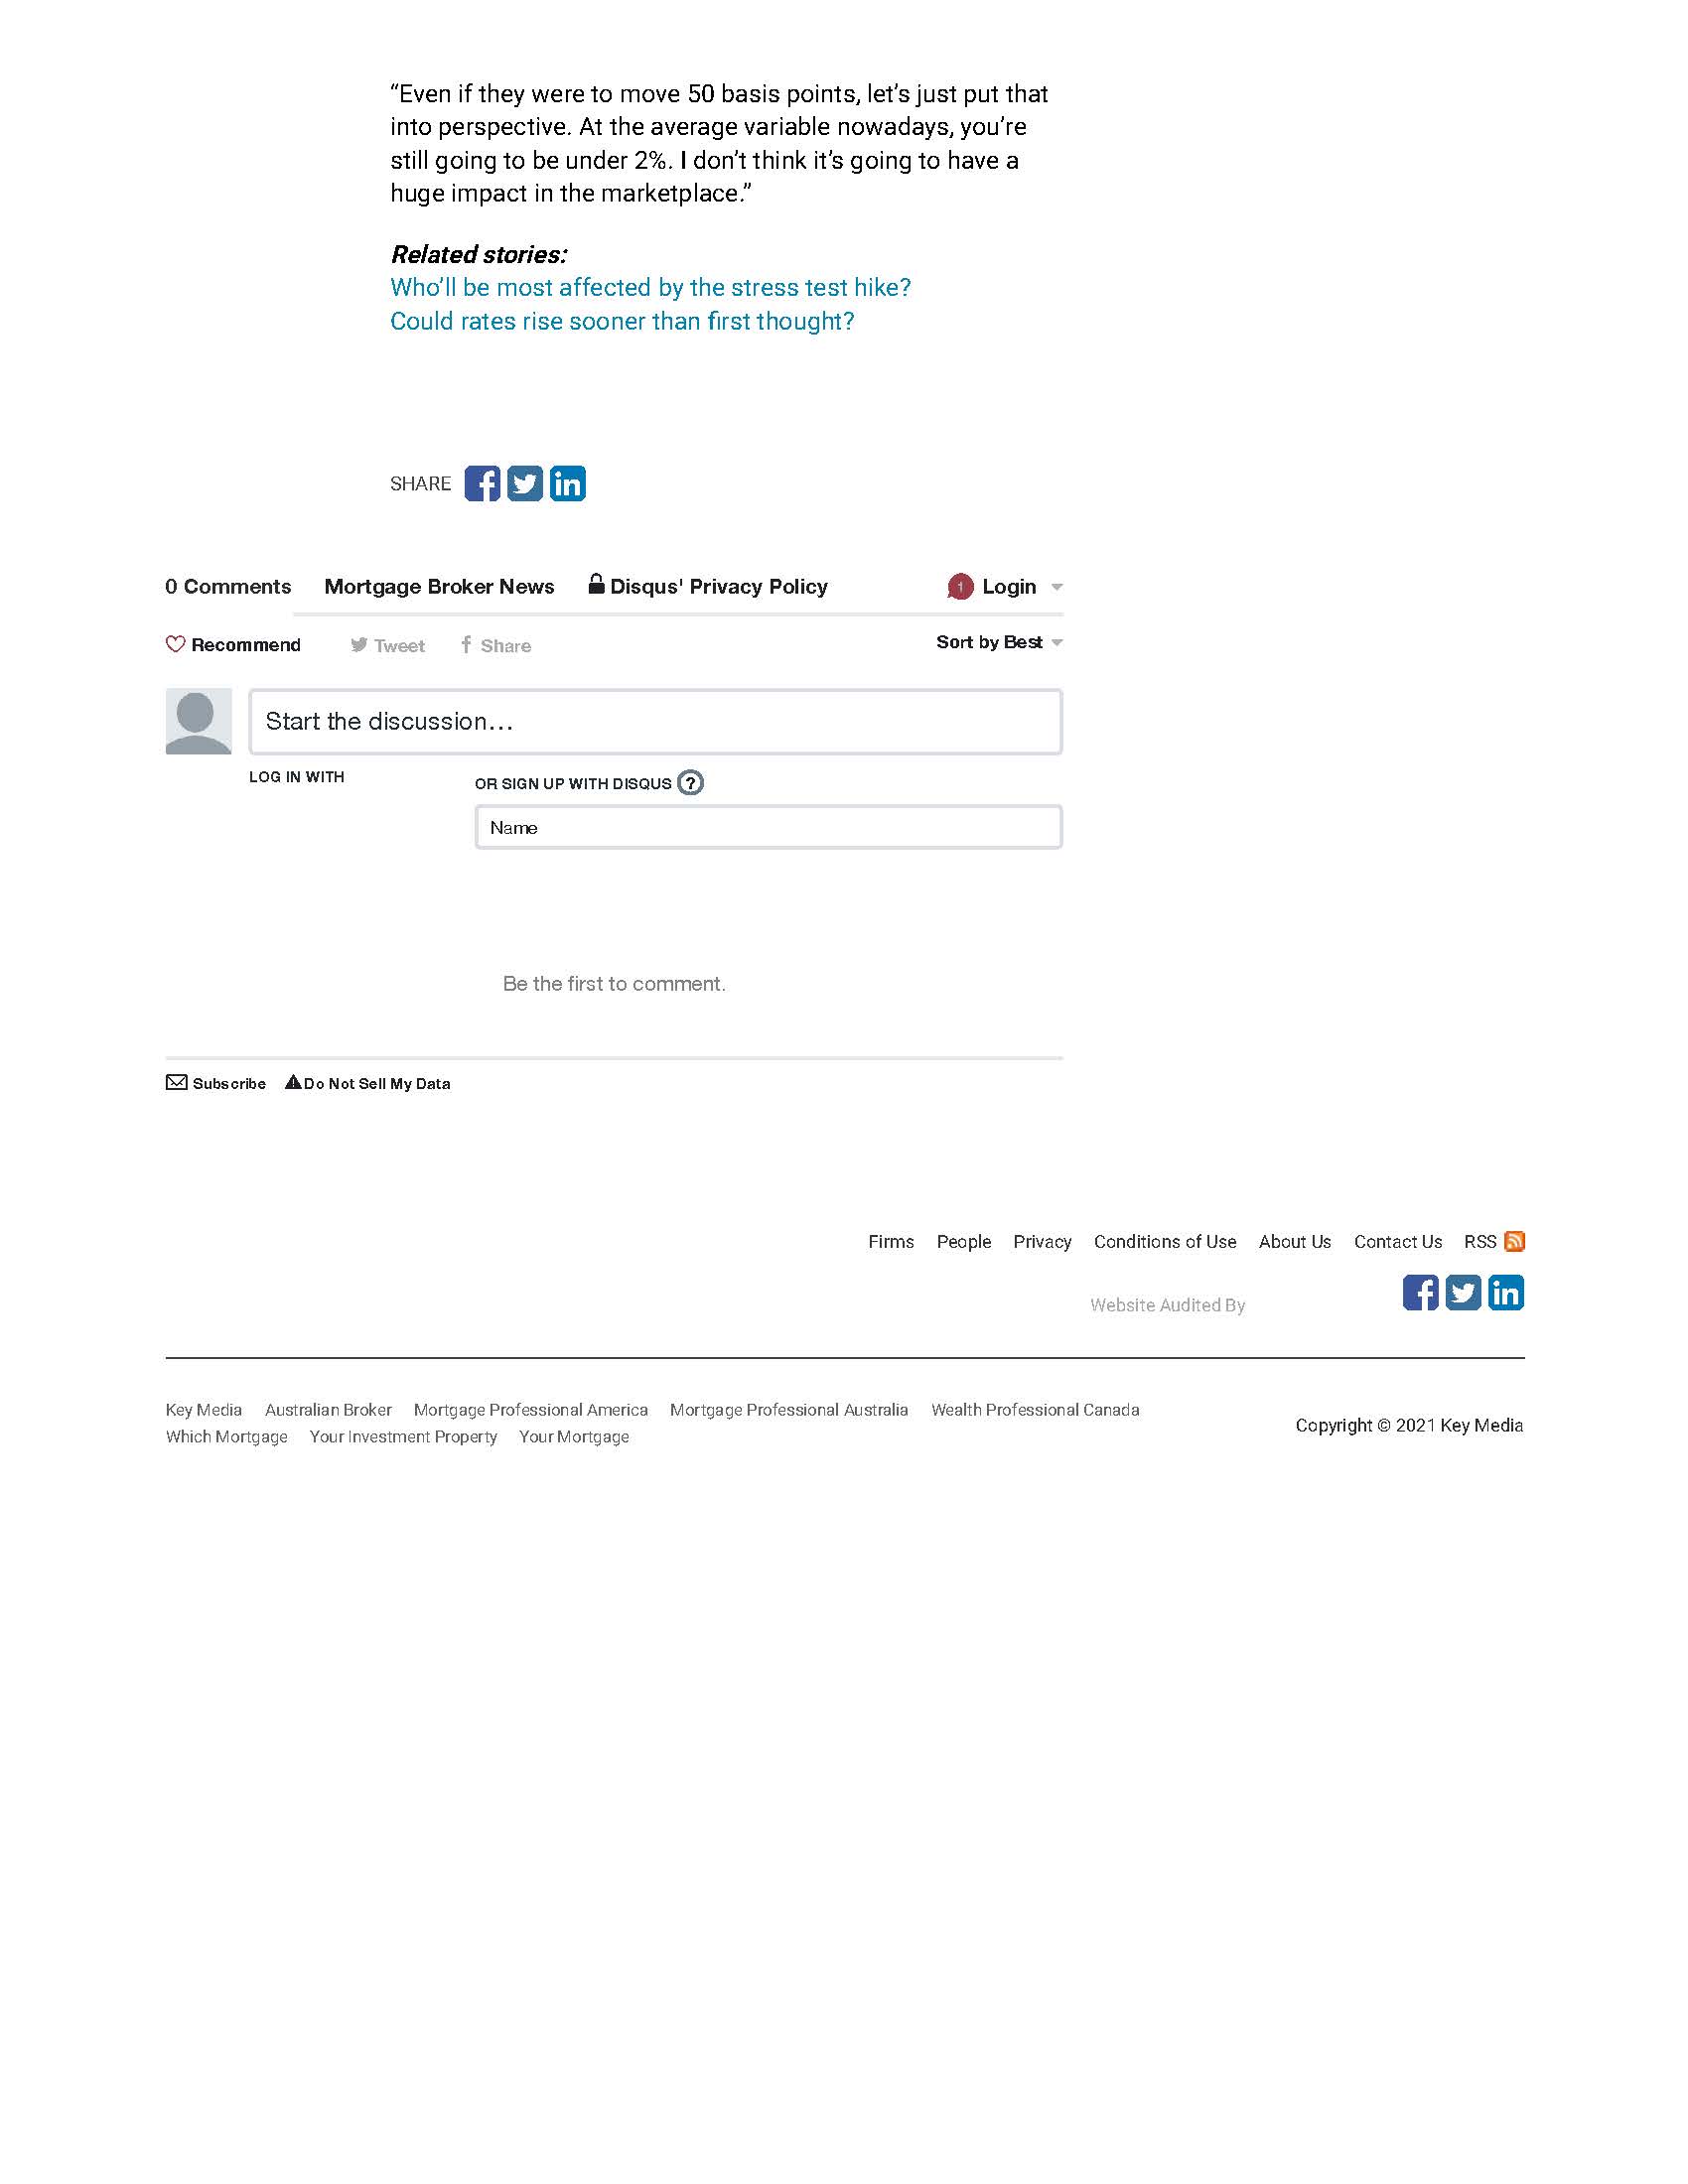 “Even if they were to move 50 basis points, let’s just put that
into perspective. At the average variable nowadays, you’re
still going to be under 2%. I don’t think it’s going to have a
huge impact in the marketplace.”
Related stories:
Who’ll be most affected by the stress test hike?
Could rates rise sooner than first thought?
SHARE
0 Comments Mortgage Broker News Disqus' Privacy Policy 1 Login
Recommend Tweet Share Sort by Best
Start the discussion…
LOG IN WITH
OR SIGN UP WITH DISQUS ?
Name
Be the first to comment.
Subscribe Do Not Sell My Data
Firms People Privacy Conditions of Use About Us Contact Us RSS
Website Audited By
Key Media Australian Broker Mortgage Professional America Mortgage Professional Australia Wealth Professional Canada
Which Mortgage Your Investment Property Your Mortgage
Copyright © 2021 Key Media